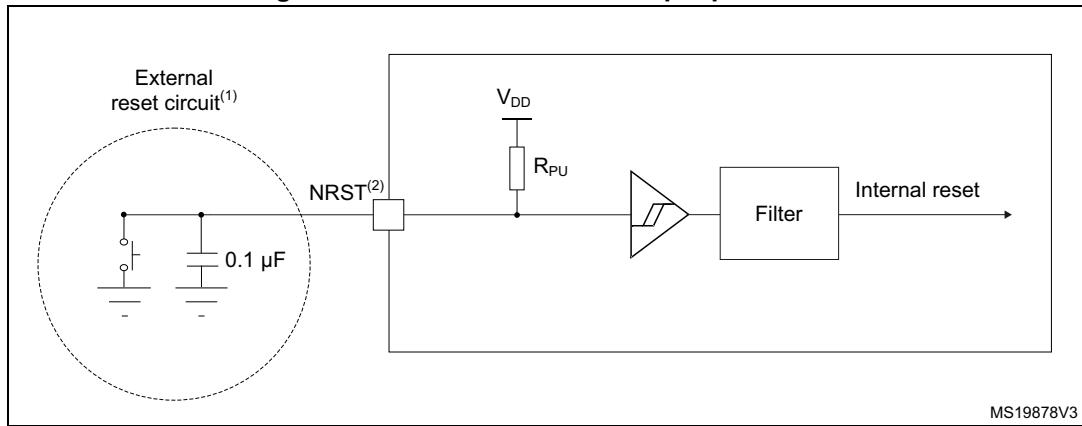 External
reset circuit(1)
VDD
RPU
NRST(2)
Filter
Internal reset
0.1 µF
MS19878V3